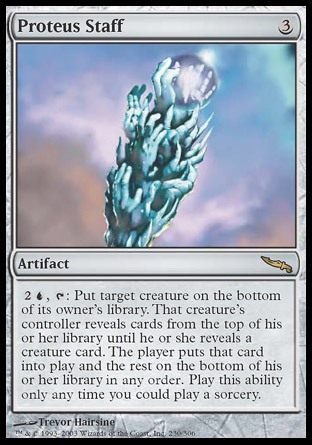 Proteus Staff 3
Artifact
2, : Put target creature on the bottom
of its owner's library. That creature's
controller reveals cards from the top of his
or her library until he or she reveals a
creature card. The player puts that card
into play and the rest on the bottom of his
or her library in any order. Play this ability
only any time you could play a sorcery.
Trevor Hairsine
™ & © 1993-2003 Wizards of the Coast, Inc. 230/306